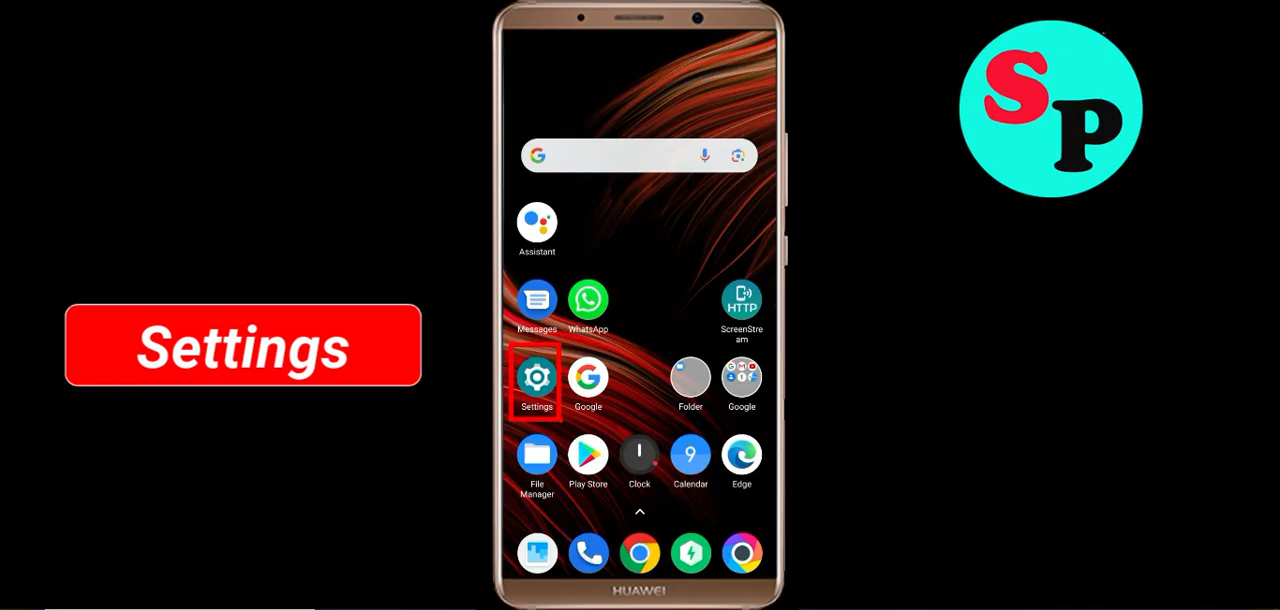 SP
Assistant
Messages
WhatsApp
HTTP
ScreenStre
am
Settings
Settings
Google
Folder
Google
File
Manager
Play Store
Clock
9
Calendar
Edge
HUAWEI